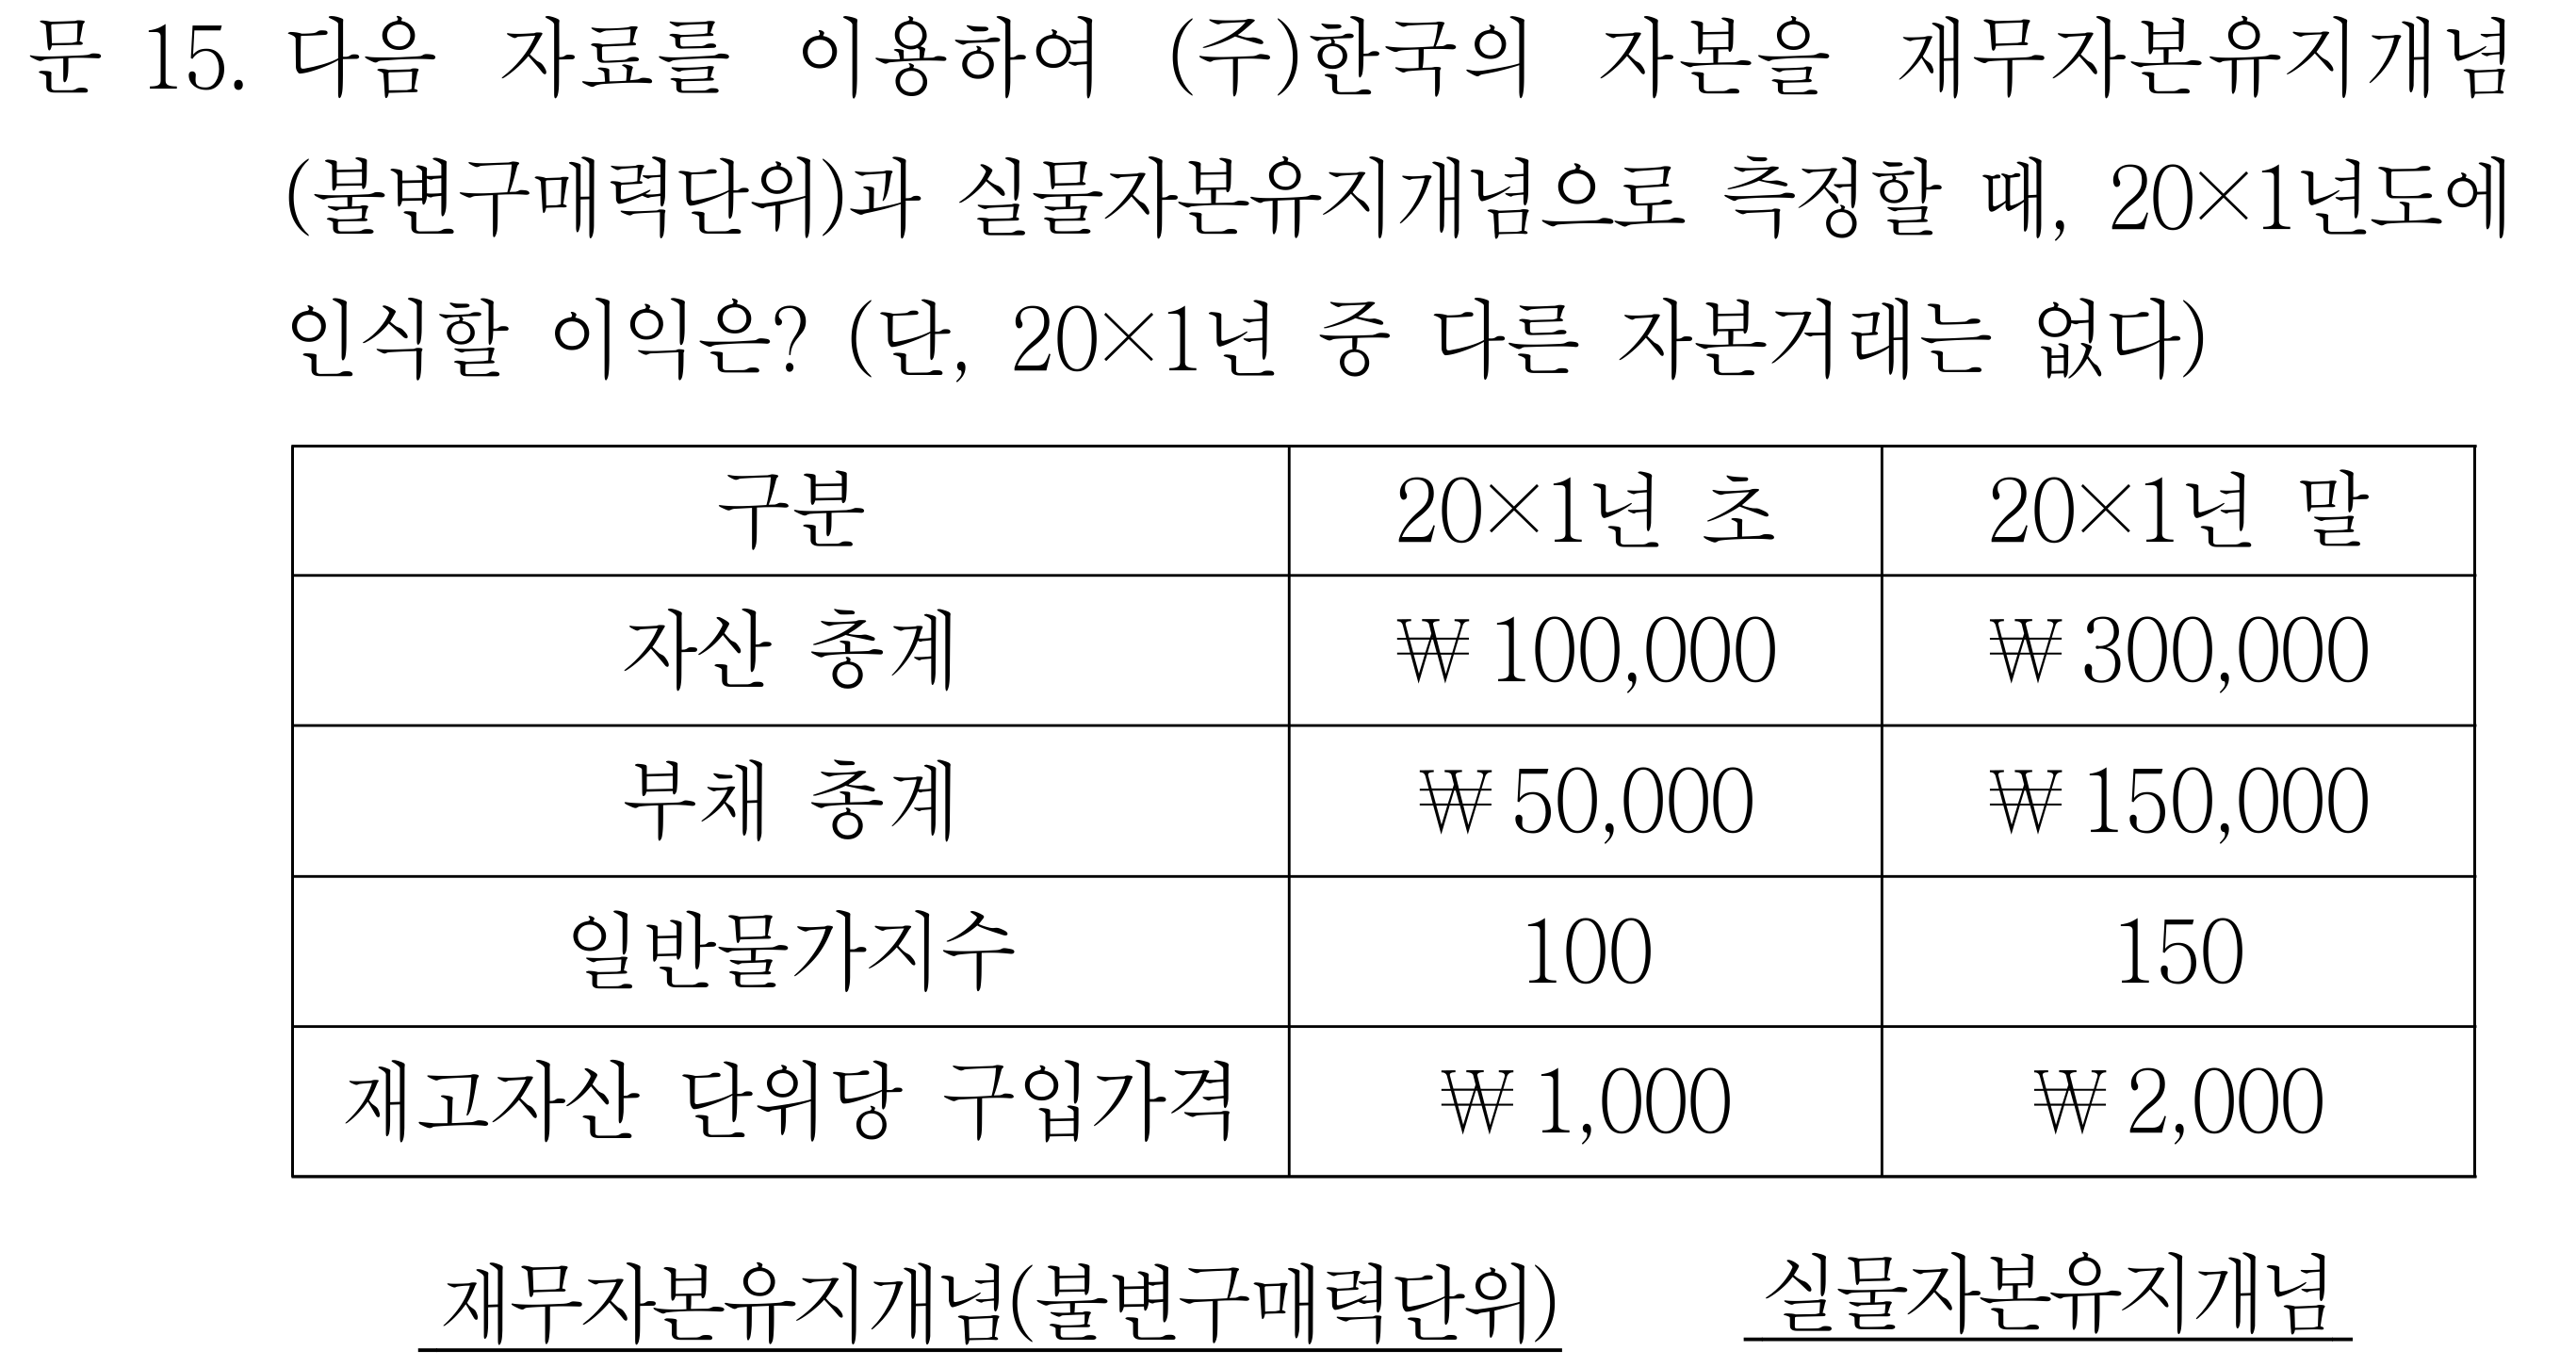 문 15. 다음 자료를 이용하여 (주)한국의 자본을 재무자본유지개념
(불변구매력단위)과 실물자본유지개념으로 측정할 때, 20×1년도에
인식할 이익은? (단, 20×1년 중 다른 자본거래는 없다)
구분 20×1년 초 20×1년 말
자산 총계 ₩100,000 ₩300,000
부채 총계 ₩50,000 ₩150,000
일반물가지수 100 150
재고자산 단위당 구입가격 ₩1,000 ₩2,000
재무자본유지개념(불변구매력단위) 실물자본유지개념